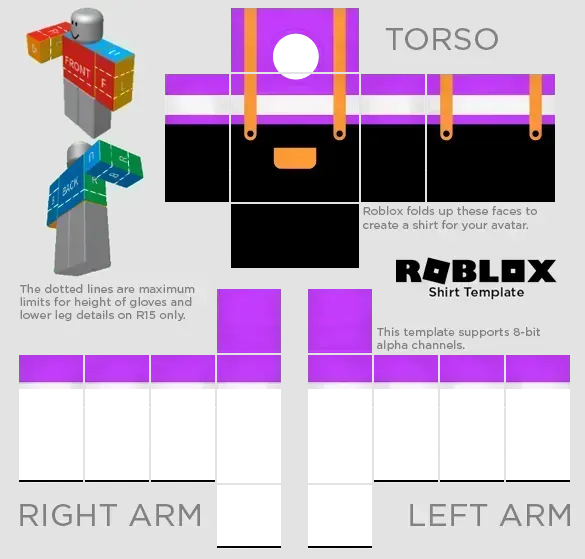 TORSO
FRONT
F
L
BACK
R
B
Roblox folds up these faces to
create a shirt for your avatar.
ROBLOX
Shirt Template
The dotted lines are maximum
limits for height of gloves and
lower leg details on R15 only.
This template supports 8-bit
alpha channels.
RIGHT ARM
LEFT ARM